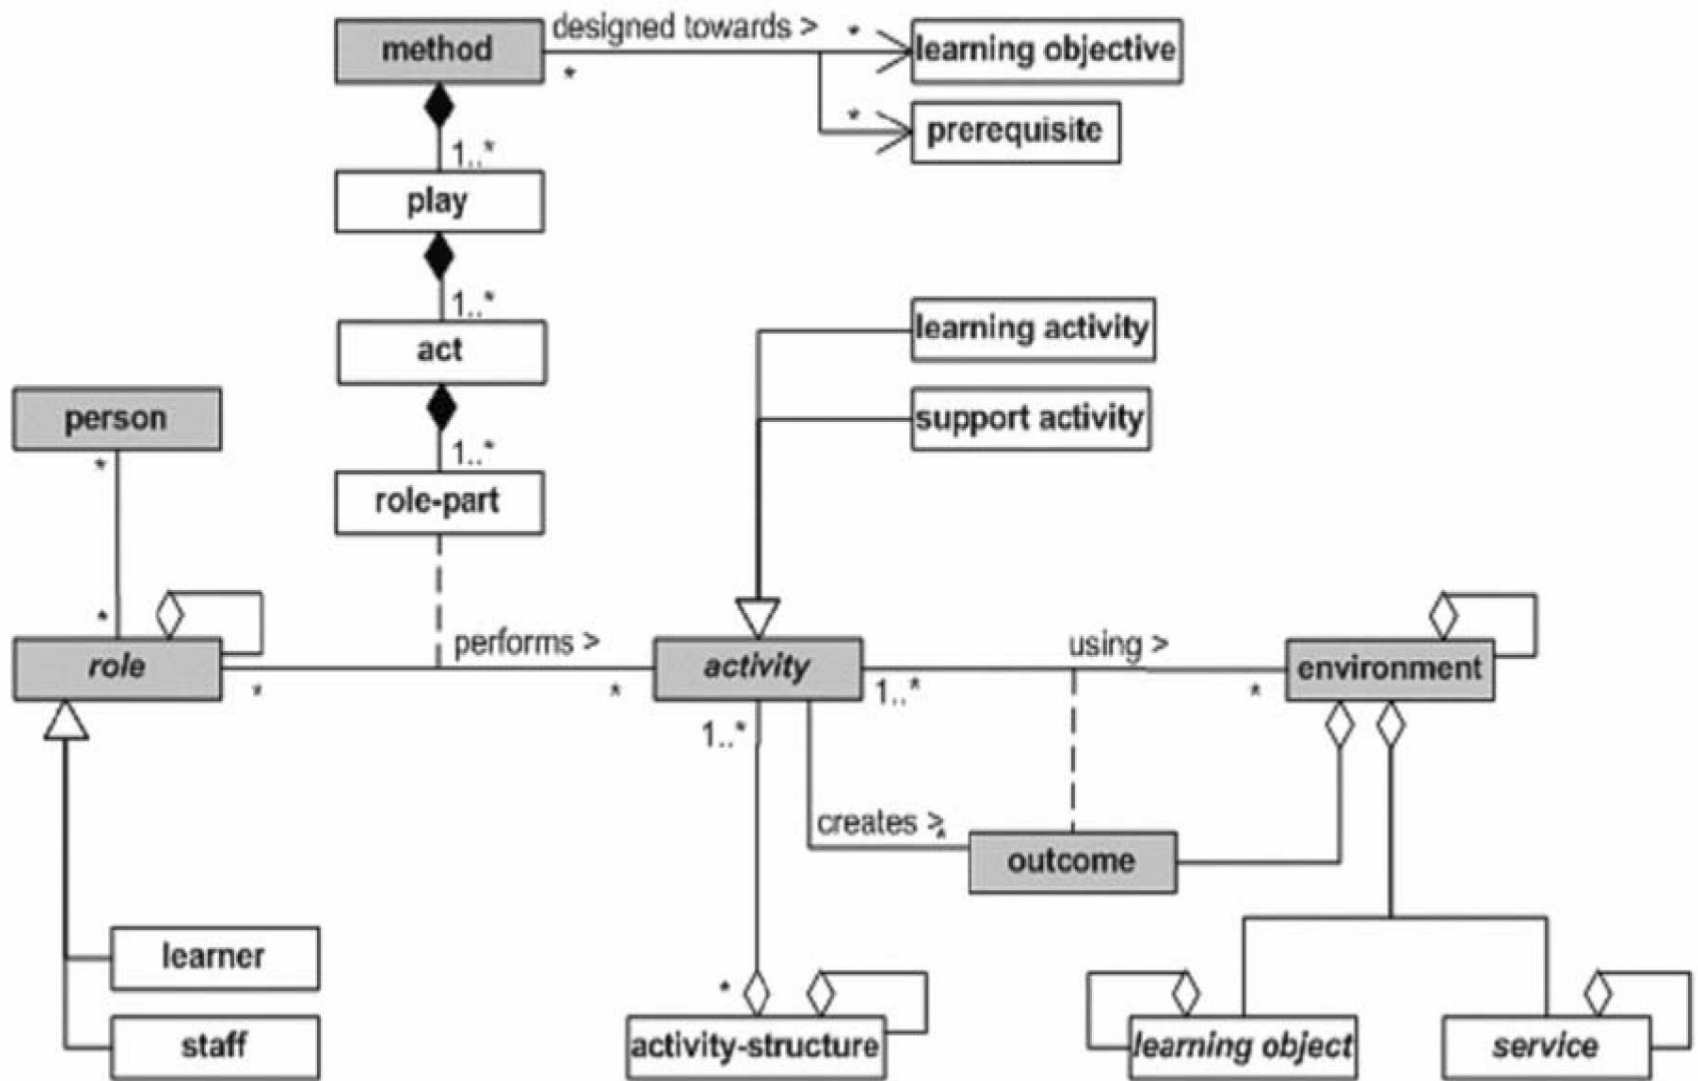 designed towards >
*
method
learning objective
*
*
prerequisite
1..*
play
1..*
act
learning activity
support activity
person
*
1..*
role-part
*
role
performs >
activity
using >
environment
*
*
1..*
*
1..*
creates >
*
outcome
learner
*
staff
activity-structure
learning object
service